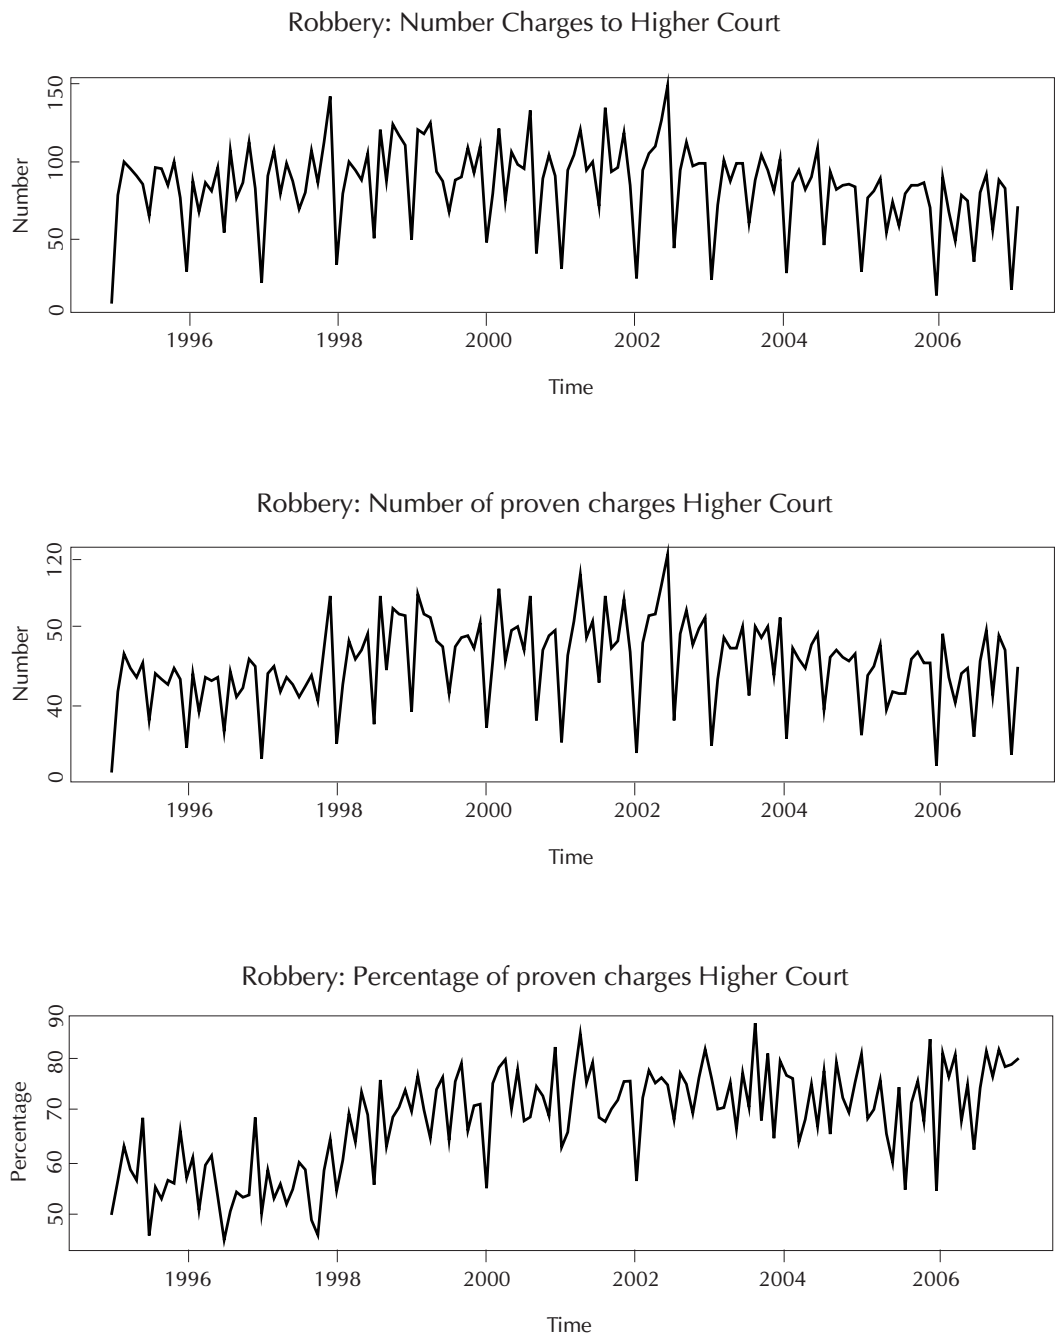 Robbery: Number Charges to Higher Court
Number
150
100
50
0
1996 1998 2000 2002 2004 2006
Time
Robbery: Number of proven charges Higher Court
Number
120
50
40
0
1996 1998 2000 2002 2004 2006
Time
Robbery: Percentage of proven charges Higher Court
Percentage
90
80
70
60
50
1996 1998 2000 2002 2004 2006
Time